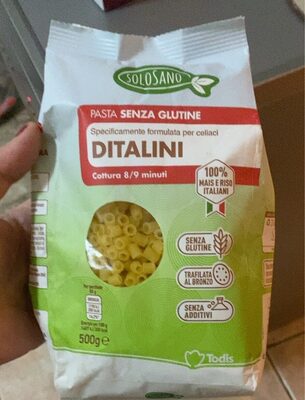 SOLOSANO
PASTA SENZA GLUTINE
Specificamente formulata per celiaci
DITALINI
Cottura 8/9 minuti
100%
MAIS E RISO
ITALIANI
SENZA
GLUTINE
TRAFILATA
AL BRONZO
SENZA
ADDITIVI
500g e
Todis